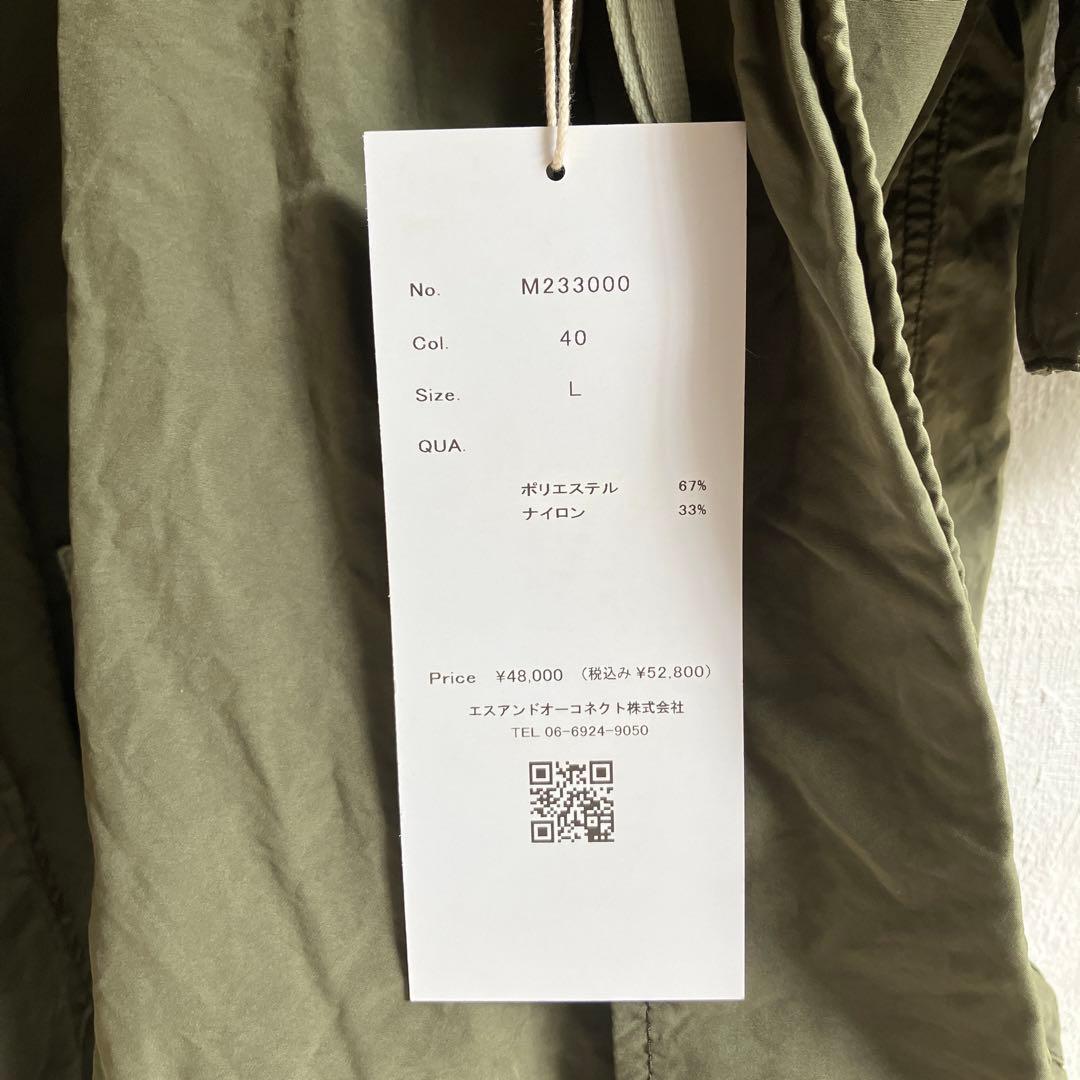 No. M233000
Col. 40
Size. L
QUA.
ポリエステル 67%
ナイロン 33%
Price ¥48,000 （税込み ¥52,800）
エスアンドオーコネクト株式会社
TEL 06-6924-9050